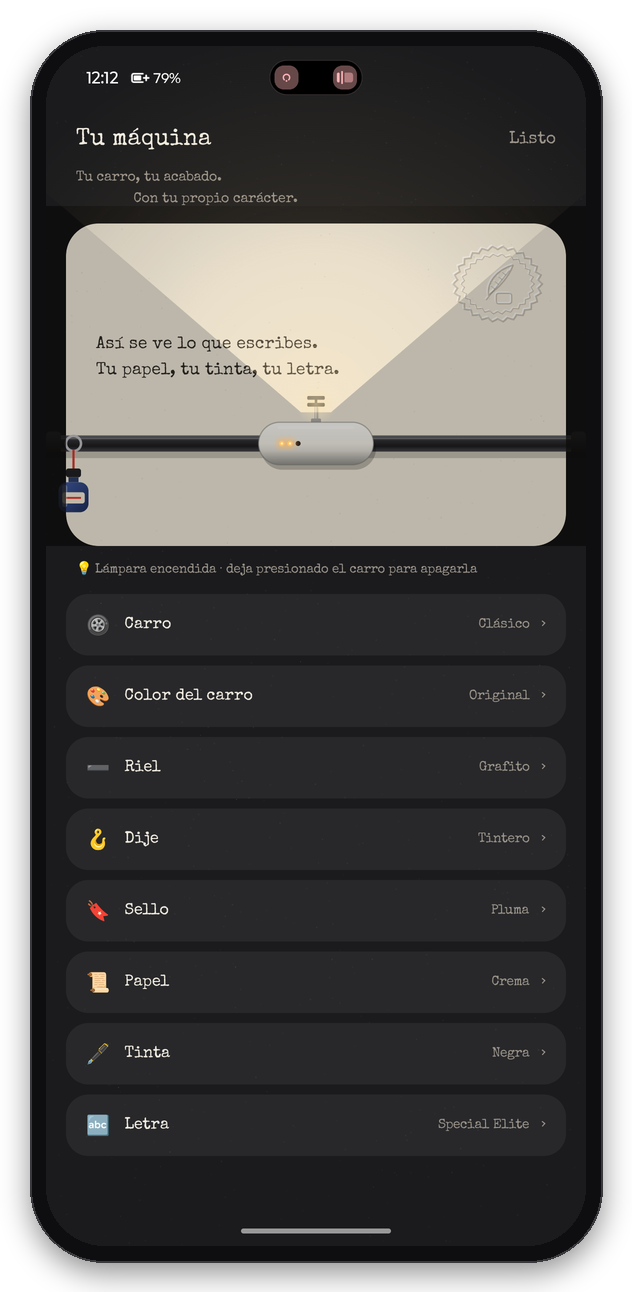 12:12 79%
Tu máquina
Listo
Tu carro, tu acabado.
Con tu propio carácter.
Así se ve lo que escribes.
Tu papel, tu tinta, tu letra.
💡 Lámpara encendida · deja presionado el carro para apagarla
Carro Clásico ›
Color del carro Original ›
Riel Grafito ›
Dije Tintero ›
Sello Pluma ›
Papel Crema ›
Tinta Negra ›
abc Letra Special Elite ›